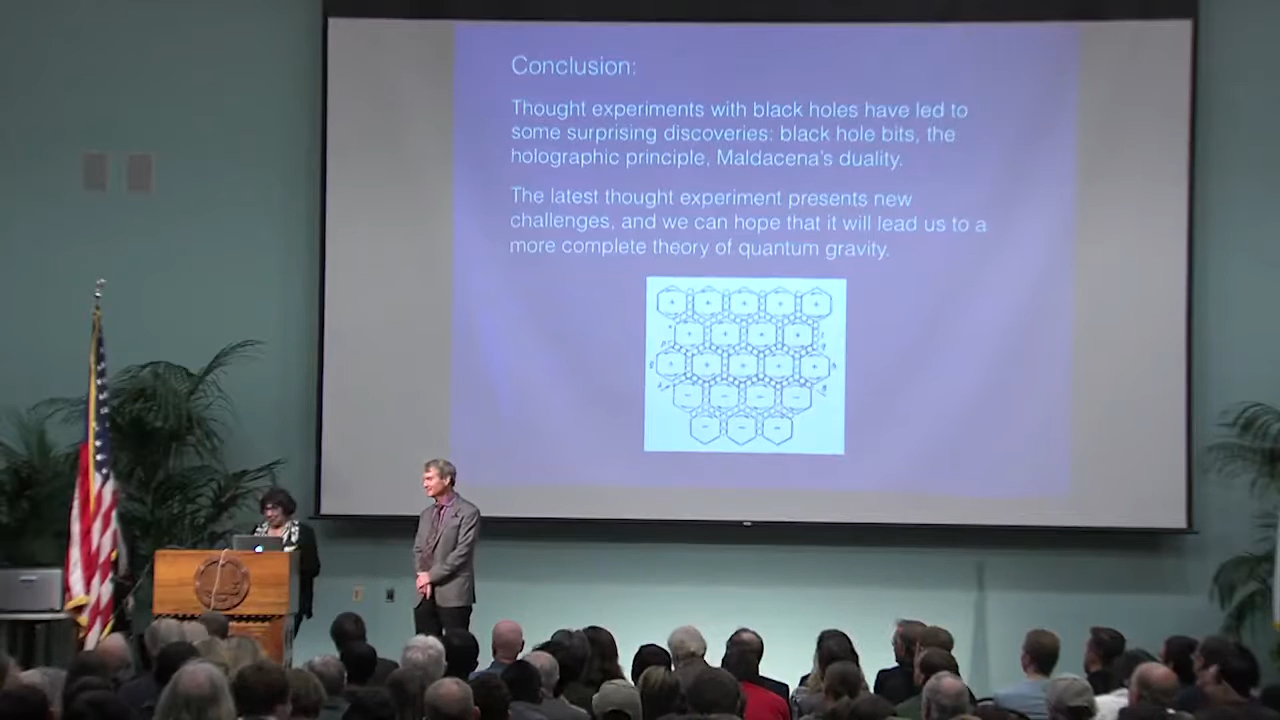 Conclusion:
Thought experiments with black holes have led to
some surprising discoveries: black hole bits, the
holographic principle, Maldacena's duality.
The latest thought experiment presents new
challenges, and we can hope that it will lead us to a
more complete theory of quantum gravity.